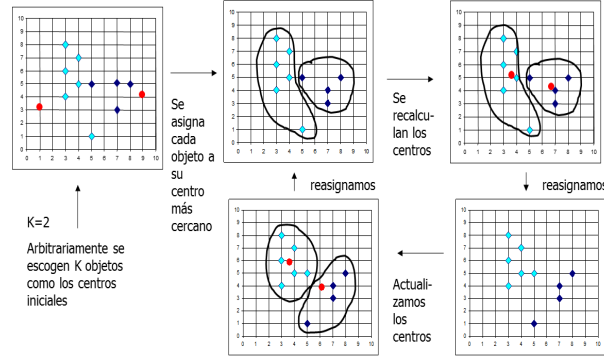 Se
asigna
cada
objeto a
su
centro
más
cercano
Se
recalcu-
lan los
centros
reasignamos
reasignamos
K=2
Arbitrariamente se
escogen K objetos
como los centros
iniciales
Actuali-
zamos
los
centros